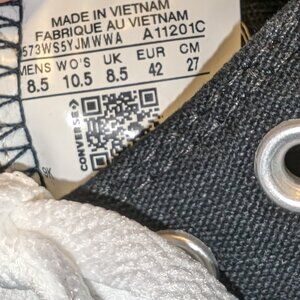 MADE IN VIETNAM
FABRIQUE AU VIETNAM
573WS5YJMWWA A11201C
MENS WO'S UK EUR CM
8.5 10.5 8.5 42 27
CONVERSE
SK